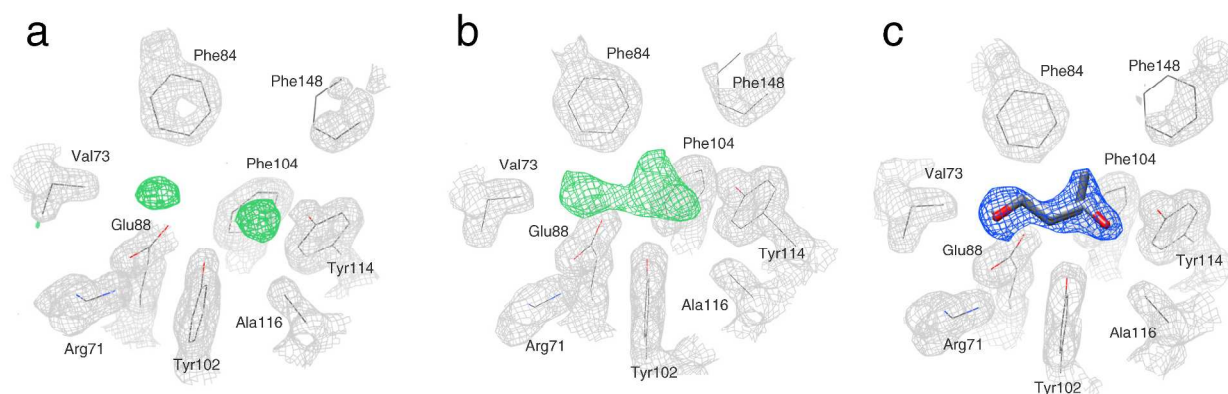 a
Phe84
Phe148
Val73
Phe104
Glu88
Tyr114
Ala116
Arg71
Tyr102
b
Phe84
Phe148
Phe104
Val73
Glu88
Tyr114
Ala116
Arg71
Tyr102
c
Phe84
Phe148
Phe104
Val73
Glu88
Tyr114
Ala116
Arg71
Tyr102